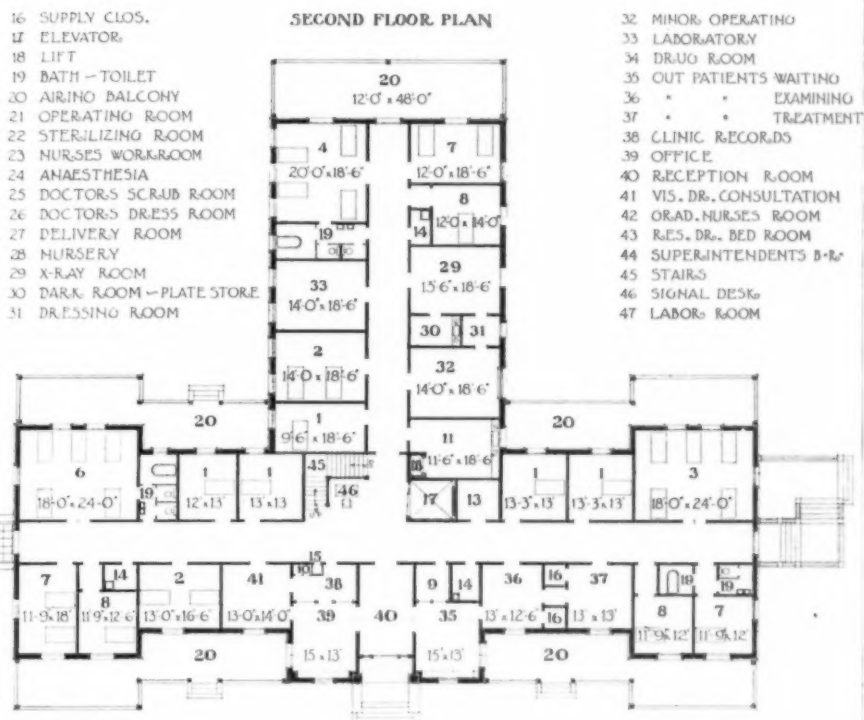 SECOND FLOOR PLAN
16 SUPPLY CLOS.
17 ELEVATOR
18 LIFT
19 BATH - TOILET
20 AIRING BALCONY
21 OPERATING ROOM
22 STERILIZING ROOM
23 NURSES WORKROOM
24 ANAESTHESIA
25 DOCTORS SCRUB ROOM
26 DOCTORS DRESS ROOM
27 DELIVERY ROOM
28 NURSERY
29 X-RAY ROOM
30 DARK ROOM - PLATE STORE
31 DRESSING ROOM
32 MINOR OPERATING
33 LABORATORY
34 DRUG ROOM
35 OUT PATIENTS WAITING
36 " " EXAMINING
37 " " TREATMENT
38 CLINIC RECORDS
39 OFFICE
40 RECEPTION ROOM
41 VIS. DR. CONSULTATION
42 GRAD. NURSES ROOM
43 RES. DR. BED ROOM
44 SUPERINTENDENTS B-R-
45 STAIRS
46 SIGNAL DESK
47 LABOR ROOM
20
12'-0" x 48'-0"
4
20'-0" x 18'-6"
7
12'-0" x 18'-6"
8
12'-0" x 14'-0"
14
19
33
14'-0" x 18'-6"
29
15'-6" x 18'-6"
30
31
2
14'-0 x 18'-6"
32
14'-0" x 18'-6"
1
9'-6" x 18'-6"
11
11'-6" x 18'-6"
18
20
20
6
18'-0" x 24'-0"
19
1
12' x 13'
1
13' x 13
45
46
17
13
1
13'-3" x 13'
1
13'-3 x 13'
3
18'-0" x 24'-0"
15
7
11'-9 x 18'
14
8
11'9" x 12'-6"
2
13'-0" x 16'-6"
41
13'-0" x 14'-0"
38
39
15' x 13'
40
9
14
35
15' x 13'
36
13' x 12'-6"
16
16
37
13' x 13'
19
19
8
11'-9" x 12'
7
11'-9" x 12'
20
20